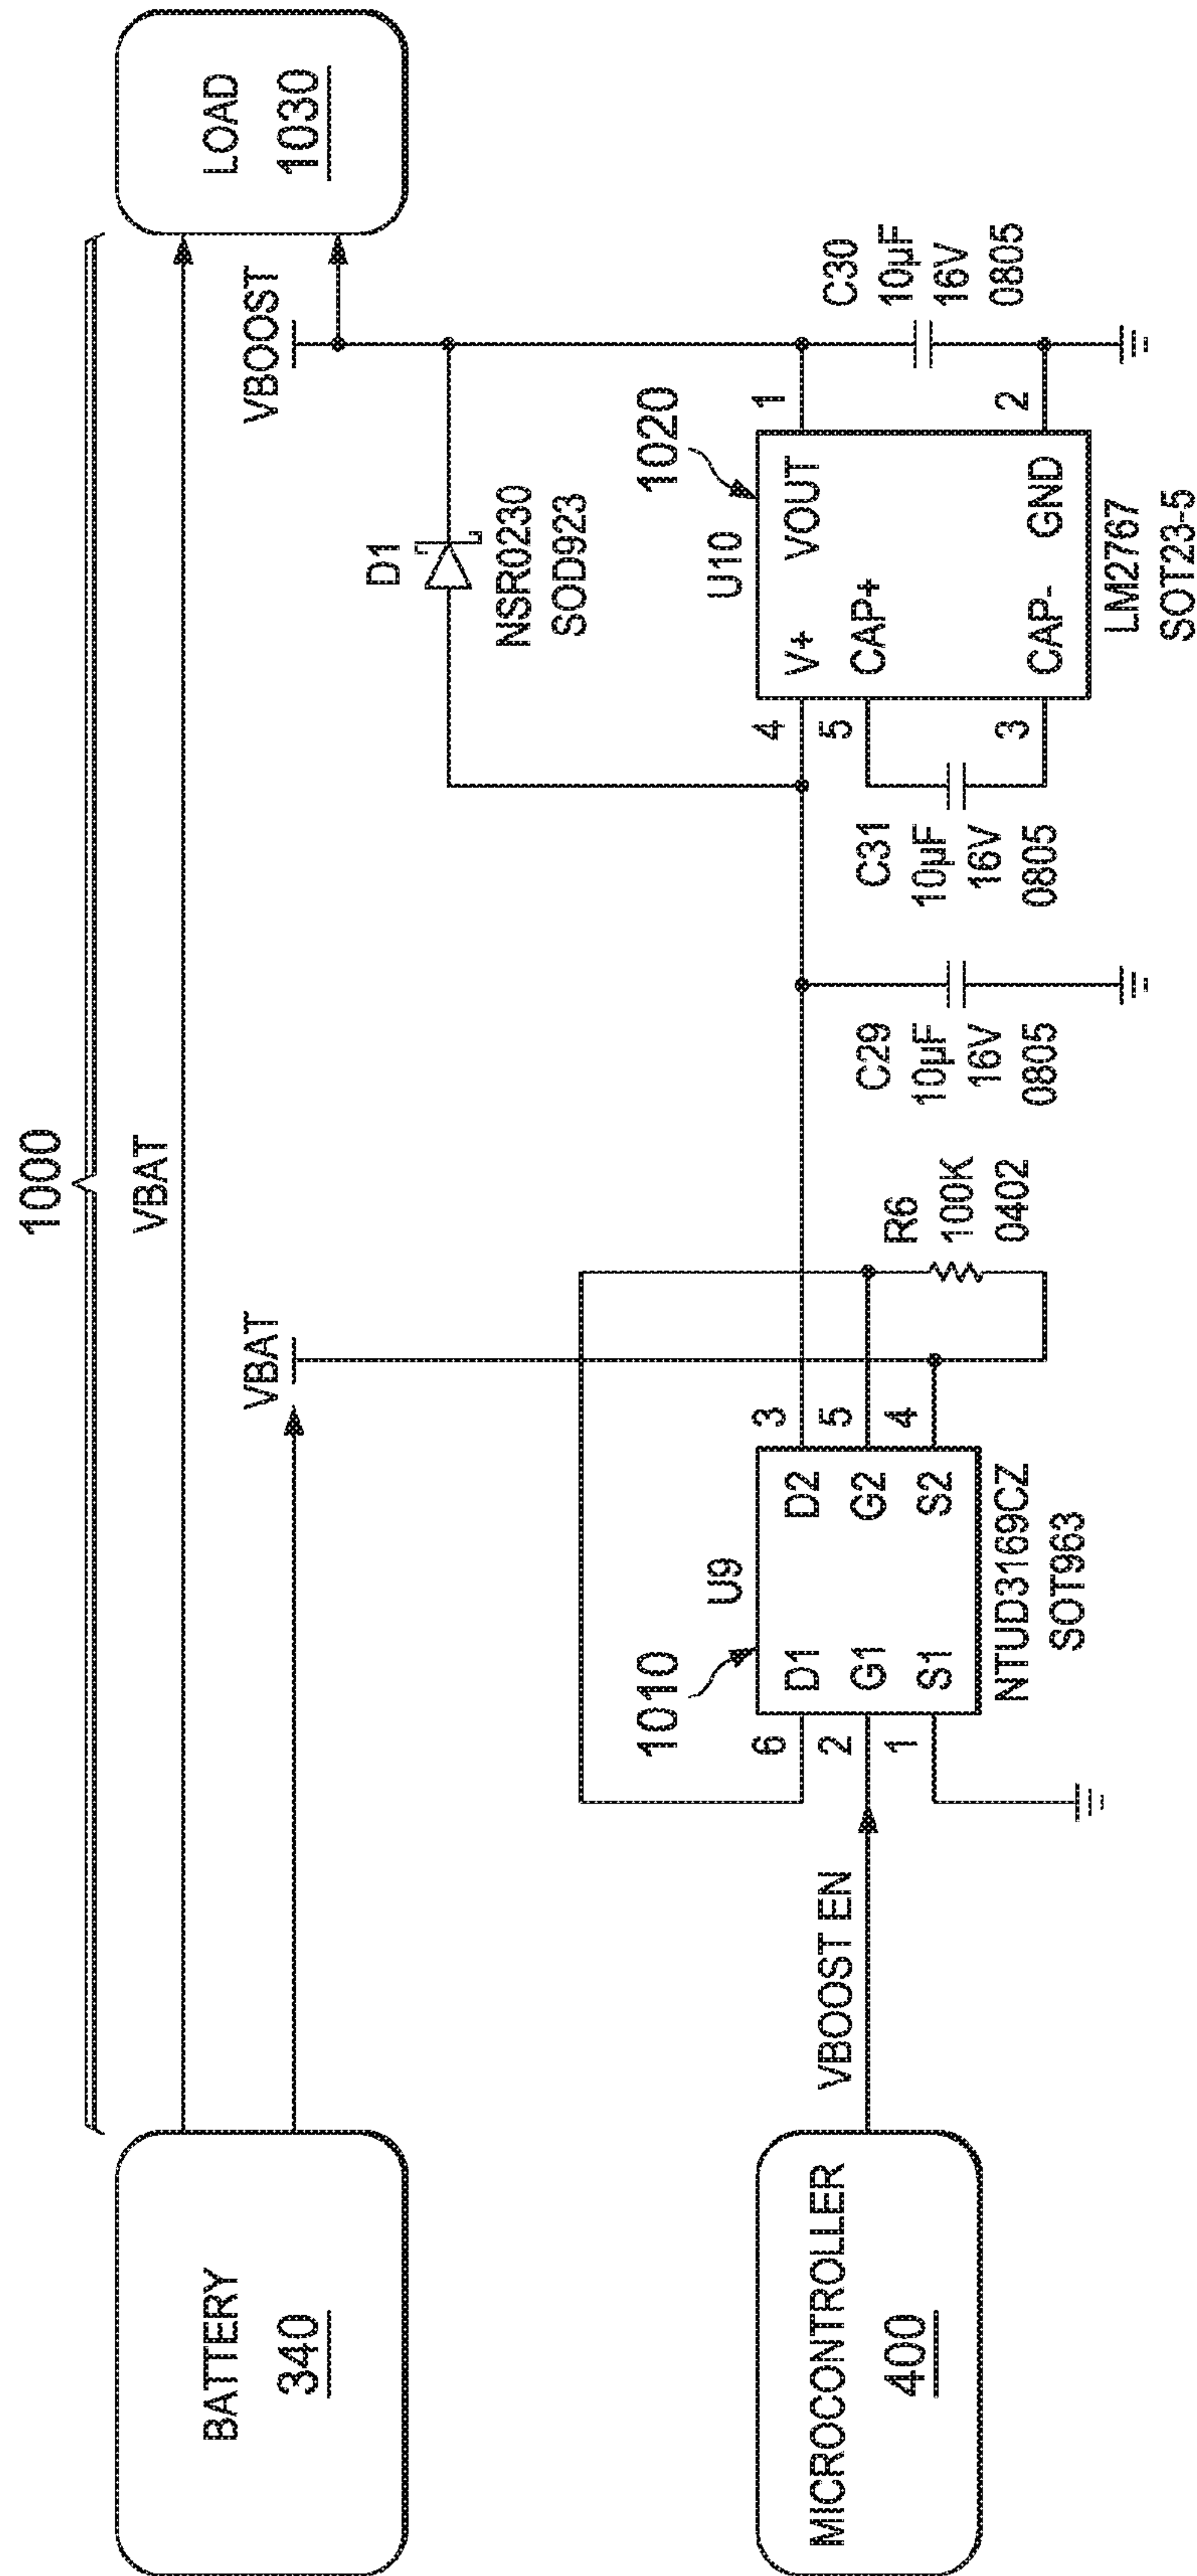 1000
BATTERY
340
VBAT
VBAT
VBOOST
LOAD
1030
D1
NSR0230
SOD923
MICROCONTROLLER
400
VBOOST EN
1010
U9
6
2
1
D1
G1
S1
D2
G2
S2
3
5
4
NTUD3169CZ
SOT963
R6
100K
0402
C29
10µF
16V
0805
C31
10µF
16V
0805
1020
U10
4
5
3
V+
CAP+
CAP-
VOUT
GND
1
2
LM2767
SOT23-5
C30
10µF
16V
0805